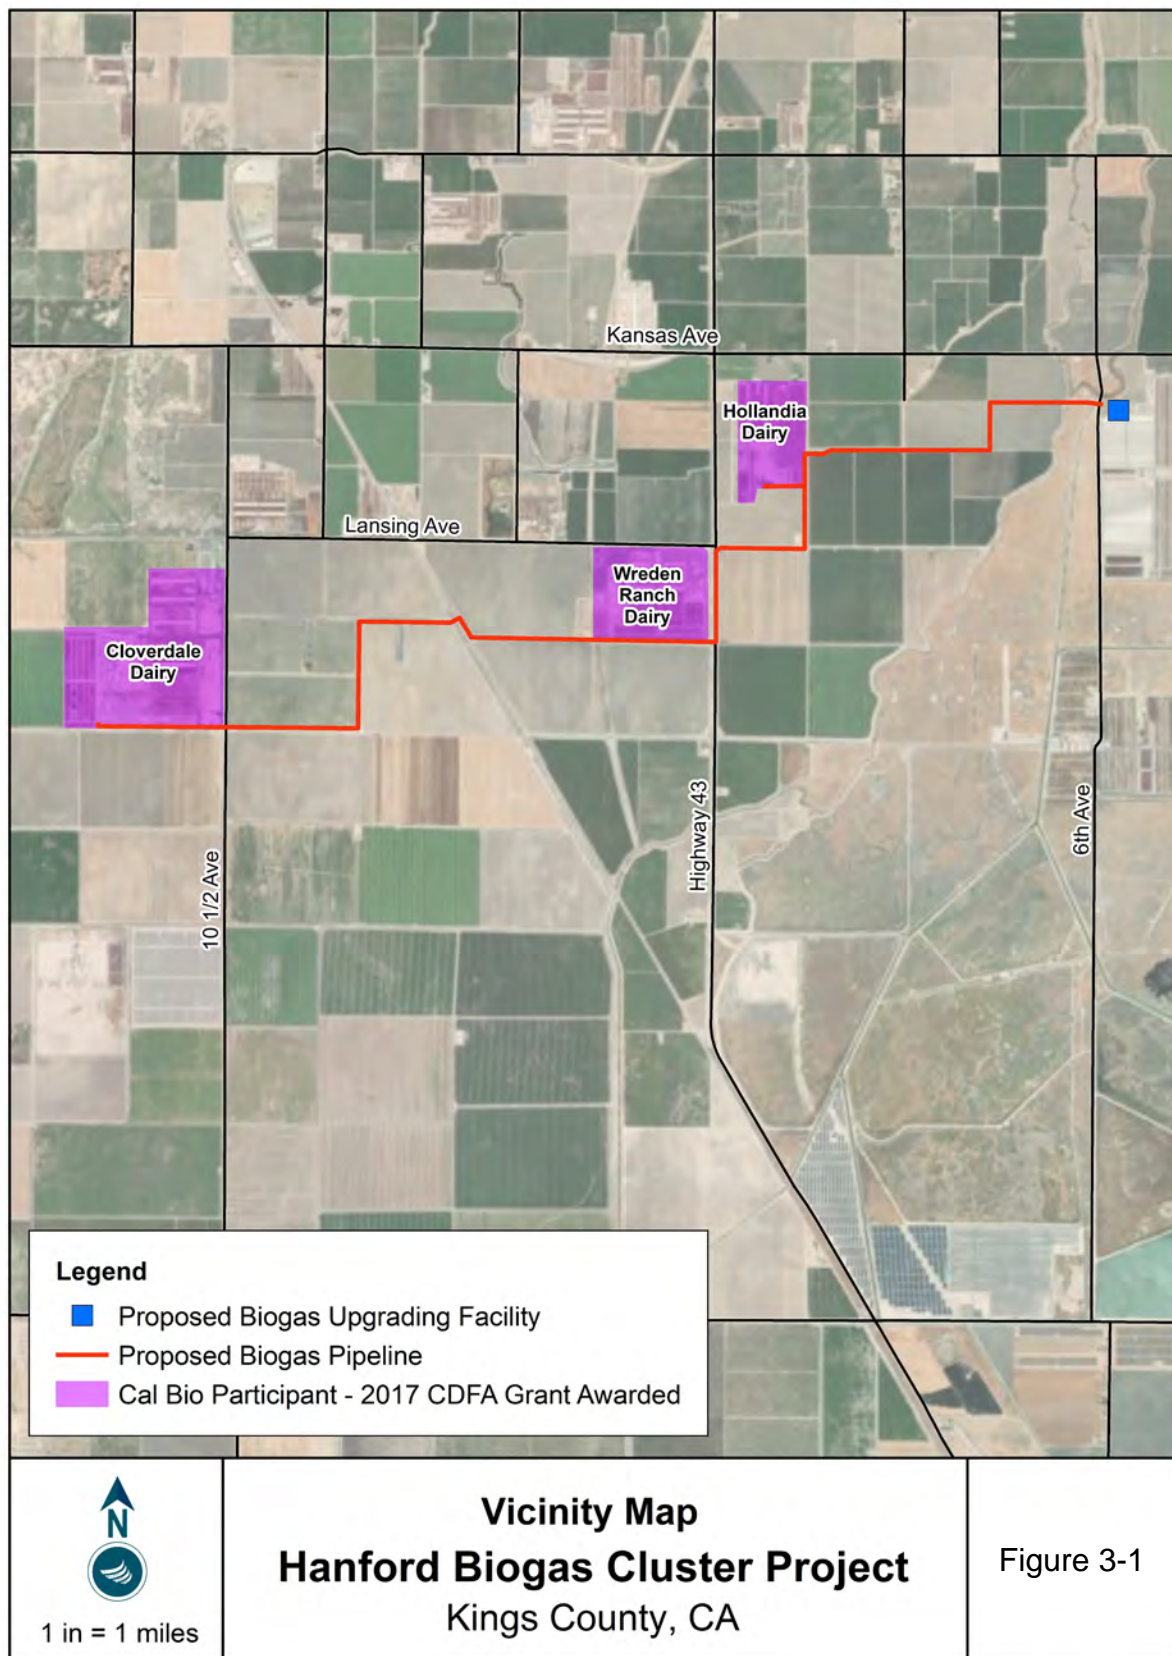 Kansas Ave
Hollandia
Dairy
Lansing Ave
Wreden
Ranch
Dairy
Cloverdale
Dairy
Highway 43
6th Ave
10 1/2 Ave
Legend
Proposed Biogas Upgrading Facility
Proposed Biogas Pipeline
Cal Bio Participant - 2017 CDFA Grant Awarded
N
1 in = 1 miles
Vicinity Map
Hanford Biogas Cluster Project
Kings County, CA
Figure 3-1